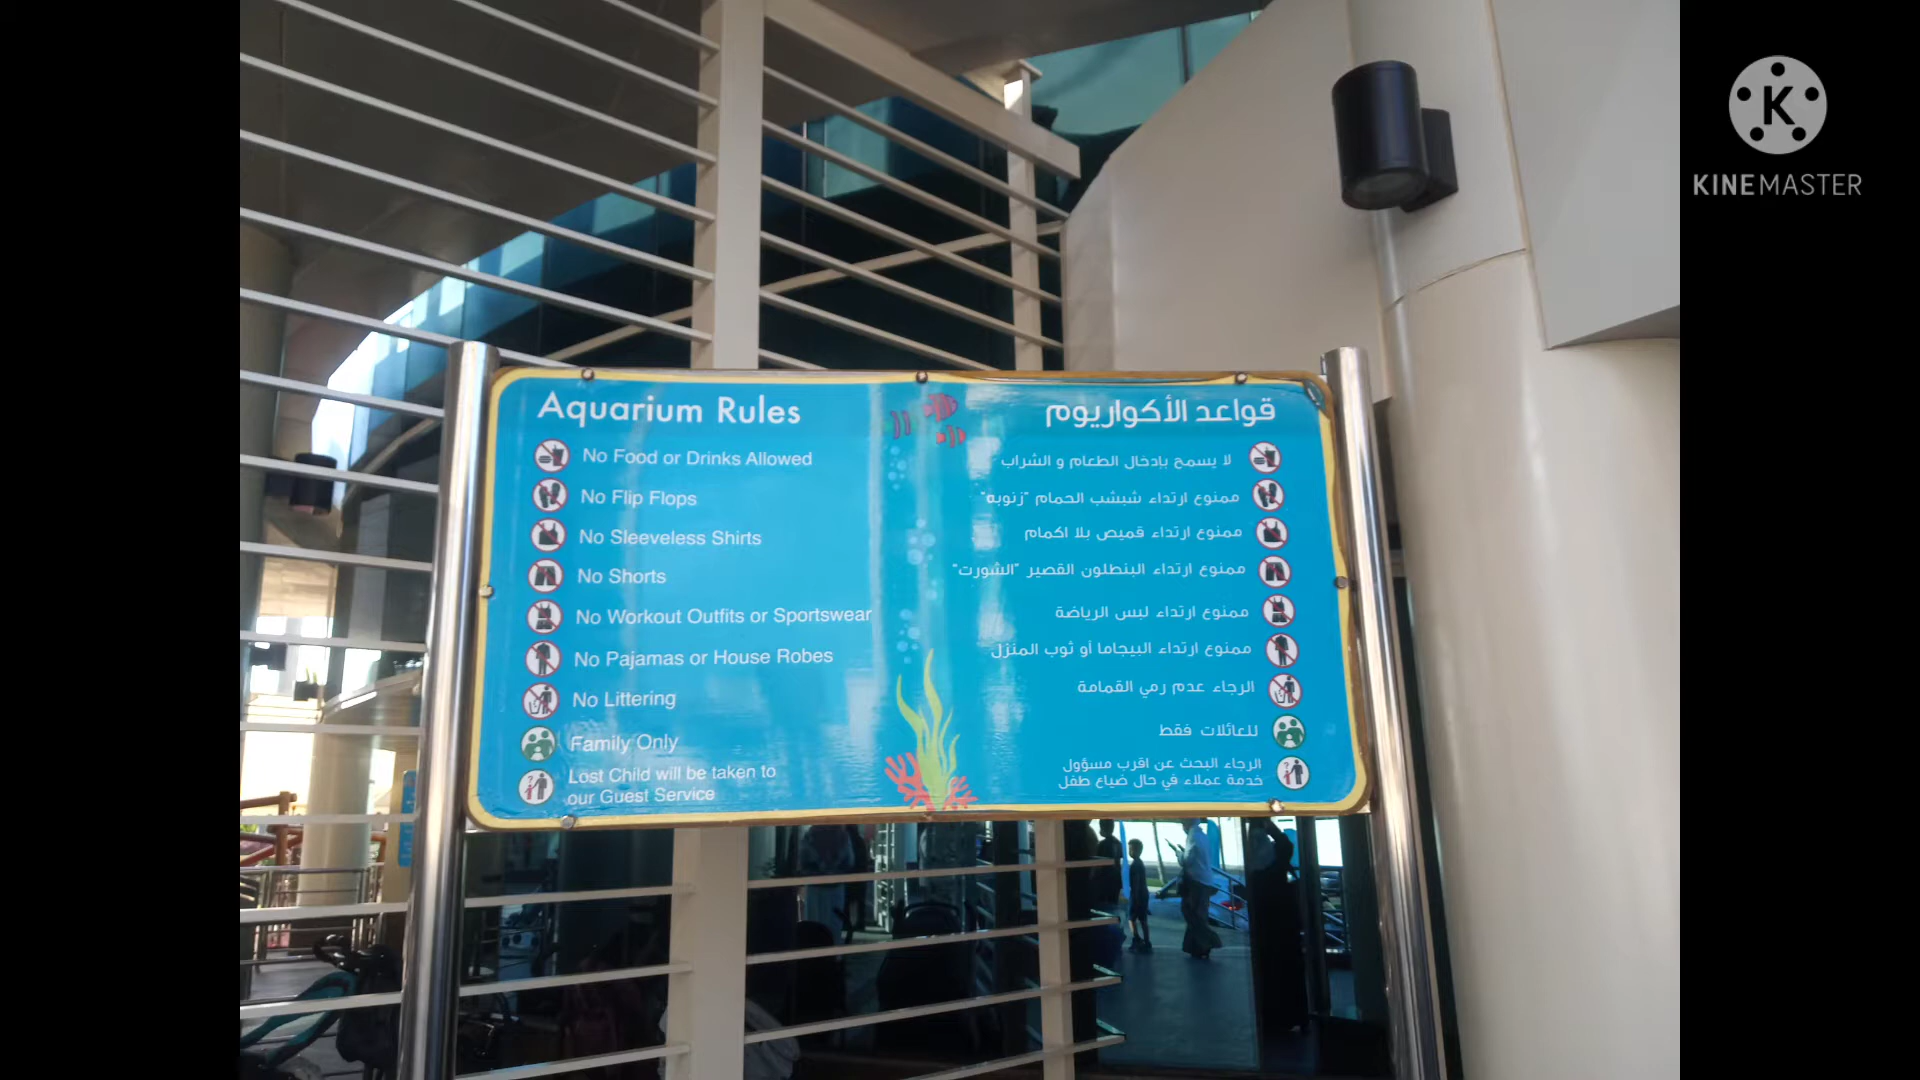 Aquarium Rules
No Food or Drinks Allowed
No Flip Flops
No Sleeveless Shirts
No Shorts
No Workout Outfits or Sportswear
No Pajamas or House Robes
No Littering
Family Only
Lost Child will be taken to
our Guest Service
قواعد الأكواريوم
لا يسمح بإدخال الطعام و الشراب
ممنوع ارتداء شبشب الحمام "زنوبه"
ممنوع ارتداء قميص بلا اكمام
ممنوع ارتداء البنطلون القصير "الشورت"
ممنوع ارتداء لبس الرياضة
ممنوع ارتداء البيجاما أو ثوب المنزل
الرجاء عدم رمي القمامة
للعائلات فقط
الرجاء البحث عن اقرب مسؤول
خدمة عملاء في حال ضياع طفل
K
KINEMASTER